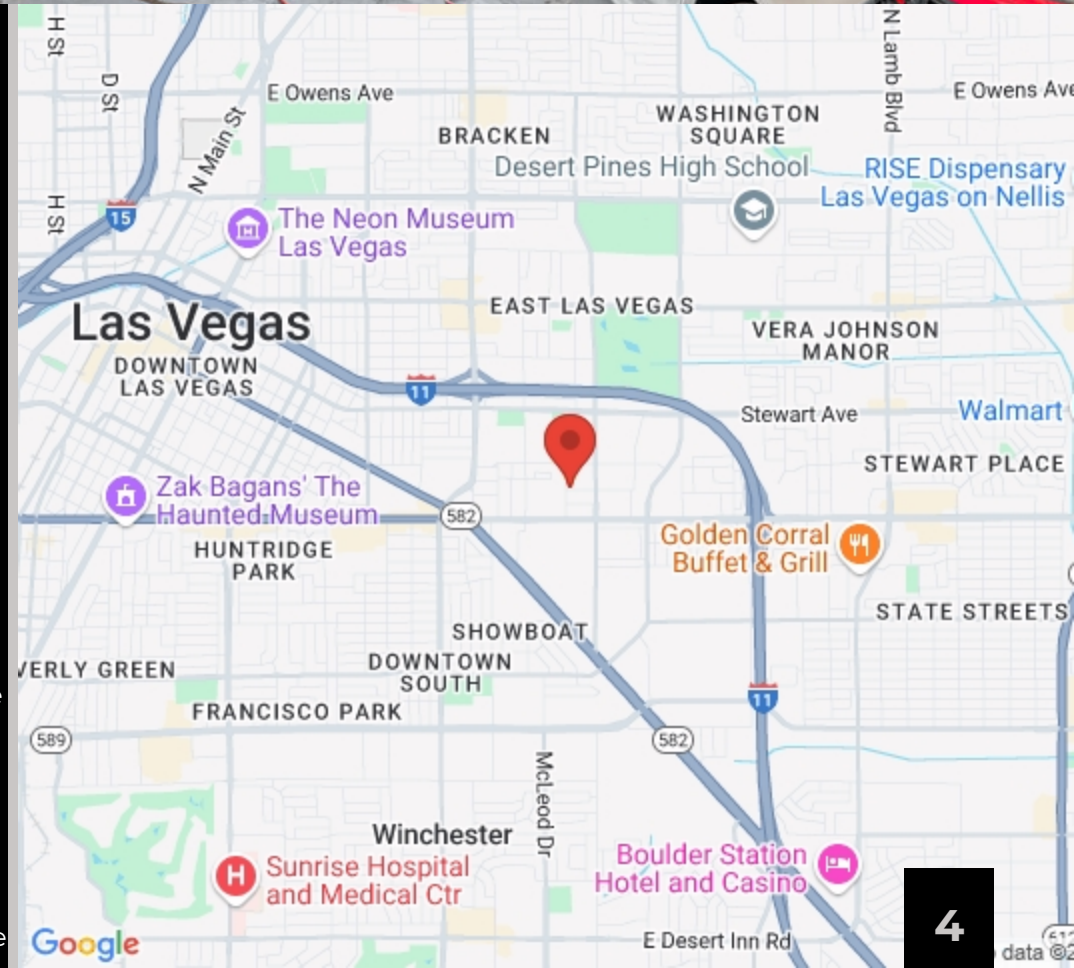 H St
D St
N Lamb Blvd
E Owens Ave
E Owens Ave
N Main St
BRACKEN
WASHINGTON
SQUARE
Desert Pines High School
RISE Dispensary
Las Vegas on Nellis
H St
15
The Neon Museum
Las Vegas
EAST LAS VEGAS
Las Vegas
VERA JOHNSON
MANOR
DOWNTOWN
LAS VEGAS
11
Stewart Ave
Walmart
STEWART PLACE
Zak Bagans' The
Haunted Museum
582
Golden Corral
Buffet & Grill
HUNTRIDGE
PARK
STATE STREETS
SHOWBOAT
DOWNTOWN
SOUTH
VERLY GREEN
FRANCISCO PARK
11
589
582
McLeod Dr
Winchester
Sunrise Hospital
and Medical Ctr
Boulder Station
Hotel and Casino
E Desert Inn Rd
Google
4
data ©2